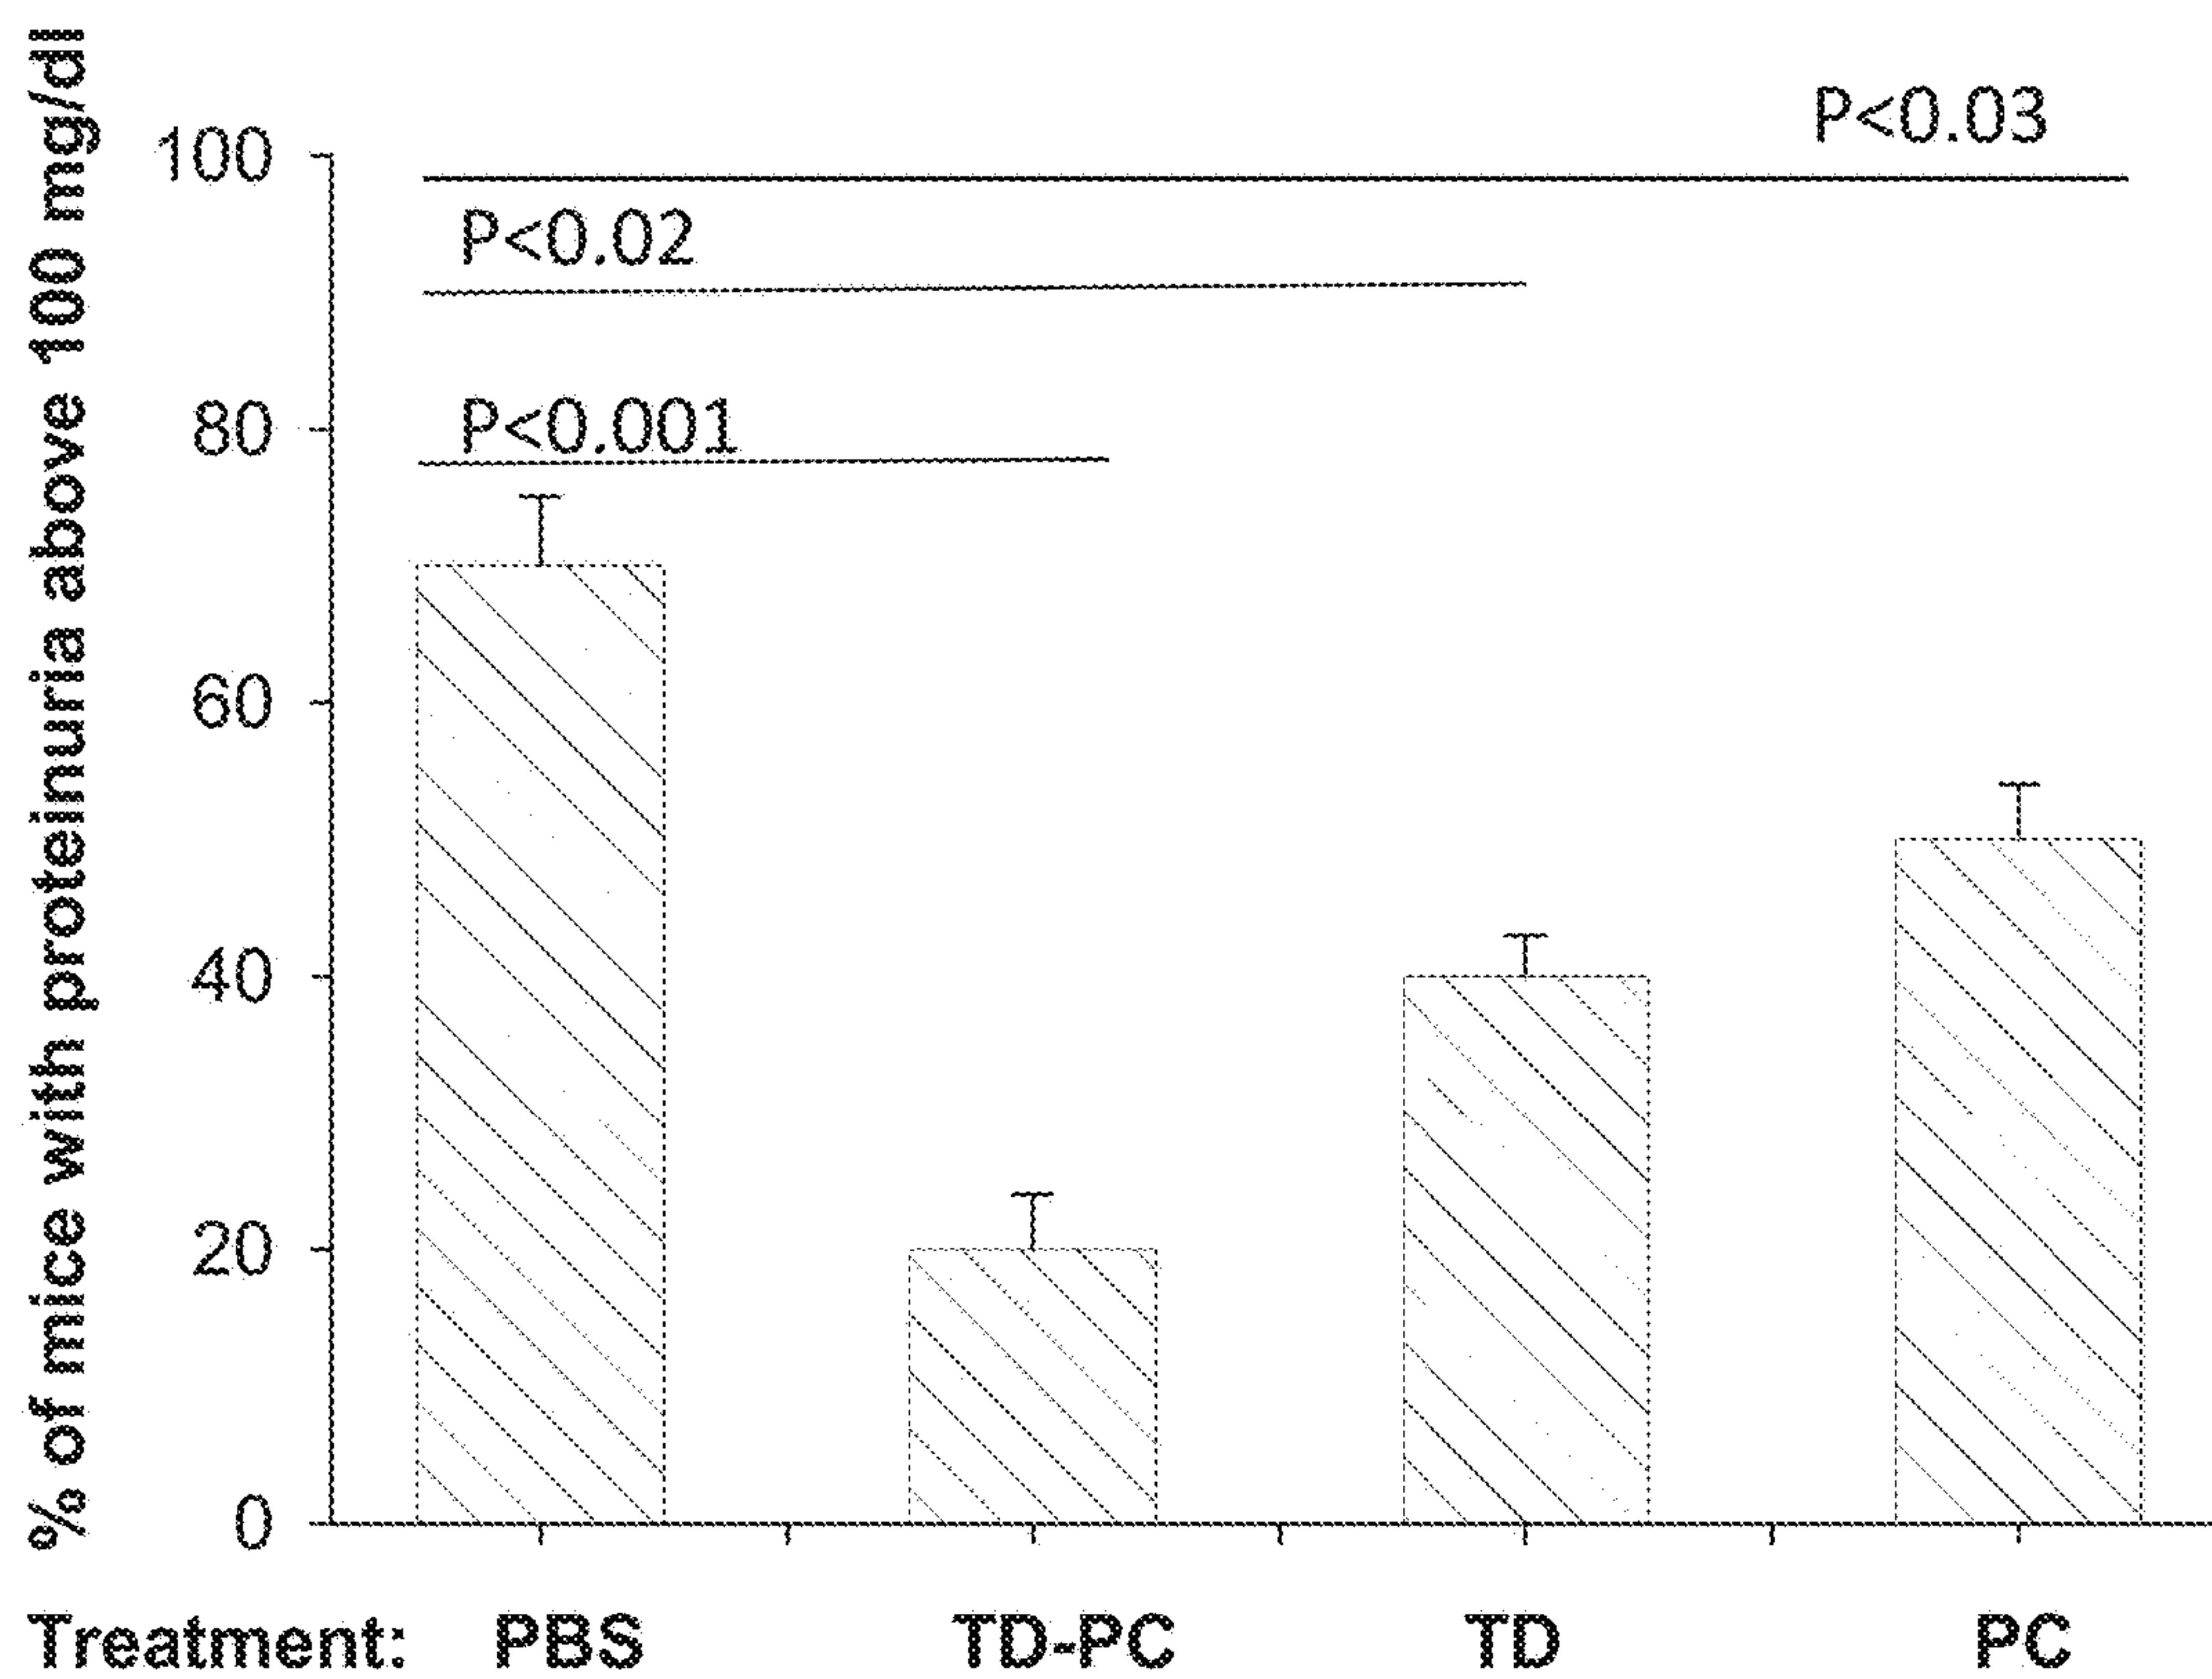 % of mice with proteinuria above 100 mg/dl
P<0.03
100
P<0.02
80
P<0.001
60
40
20
0
Treatment: PBS TD-PC TD PC